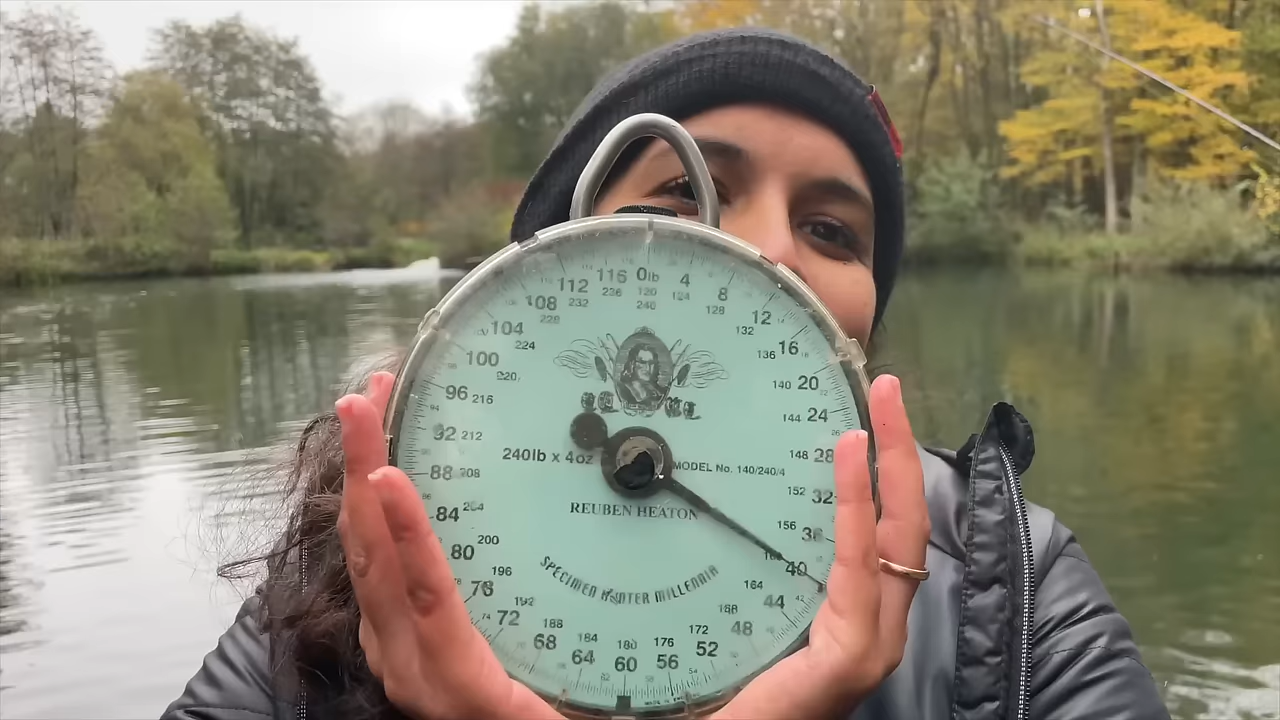 0lb 4 8 12 16 20 24 28 32 36 40 44 48 52 56 60 64 68 72 76 80 84 88 92 96 100 104 108 112 116
120 124 128 132 136 140 144 148 152 156 164 168 172 176 180 184 188 192 196 200 204 208 212 216 220 224 228 232 236
240
240lb x 4oz
MODEL No. 140/240/4
REUBEN HEATON
SPECIMEN HUNTER MILLENNIA